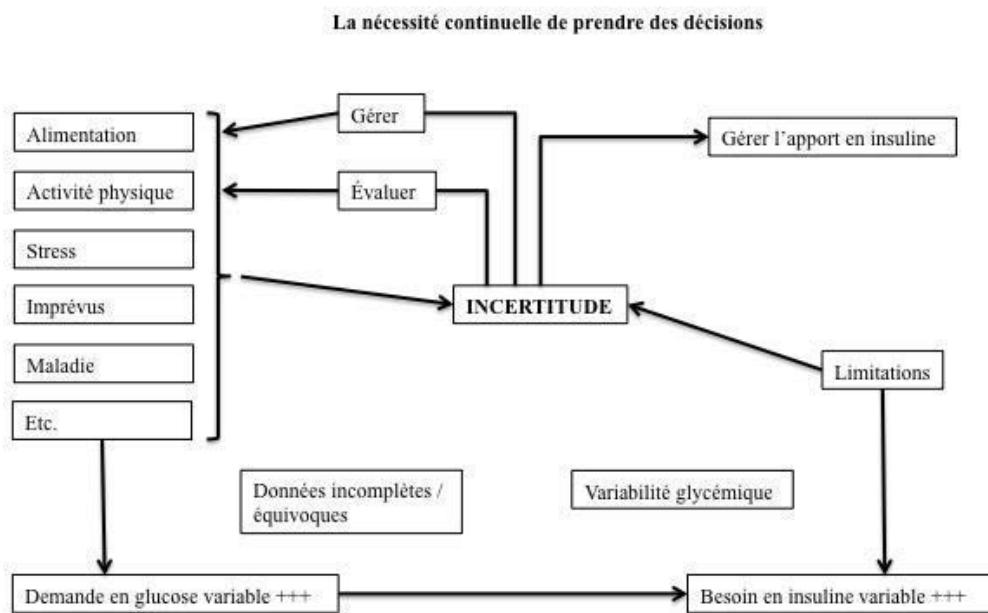 La nécessité continuelle de prendre des décisions
Gérer
Alimentation
Gérer l'apport en insuline
Activité physique
Évaluer
Stress
Imprévus
INCERTITUDE
Maladie
Limitations
Etc.
Données incomplètes /
équivoques
Variabilité glycémique
Demande en glucose variable +++
Besoin en insuline variable +++